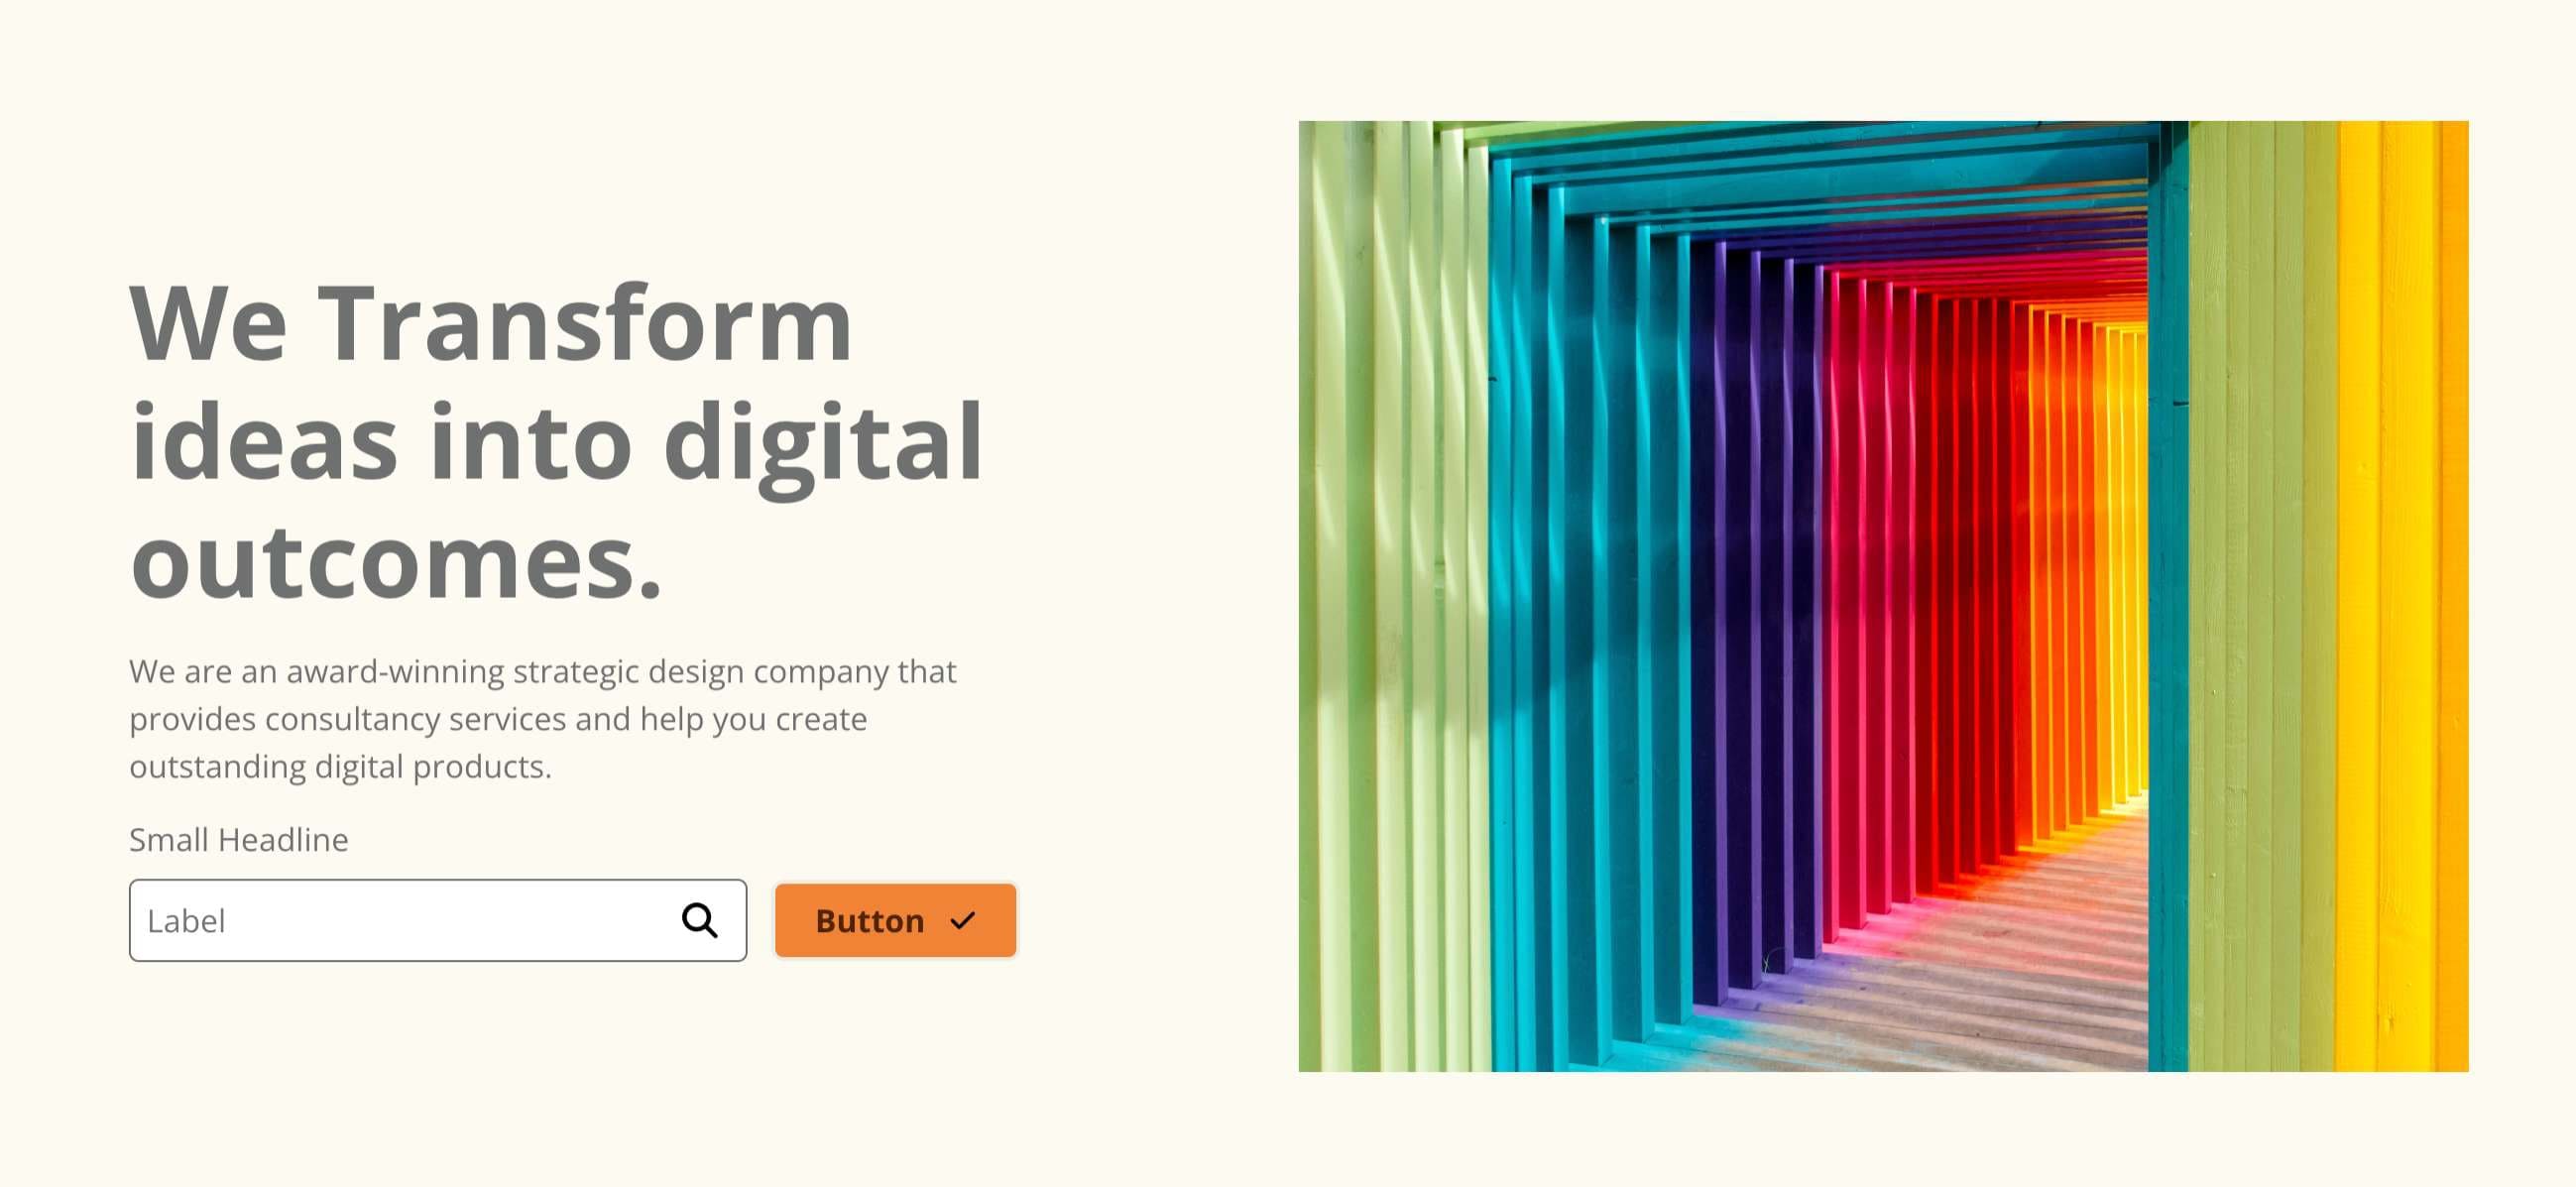 We Transform
ideas into digital
outcomes.
We are an award-winning strategic design company that
provides consultancy services and help you create
outstanding digital products.
Small Headline
Label
Button